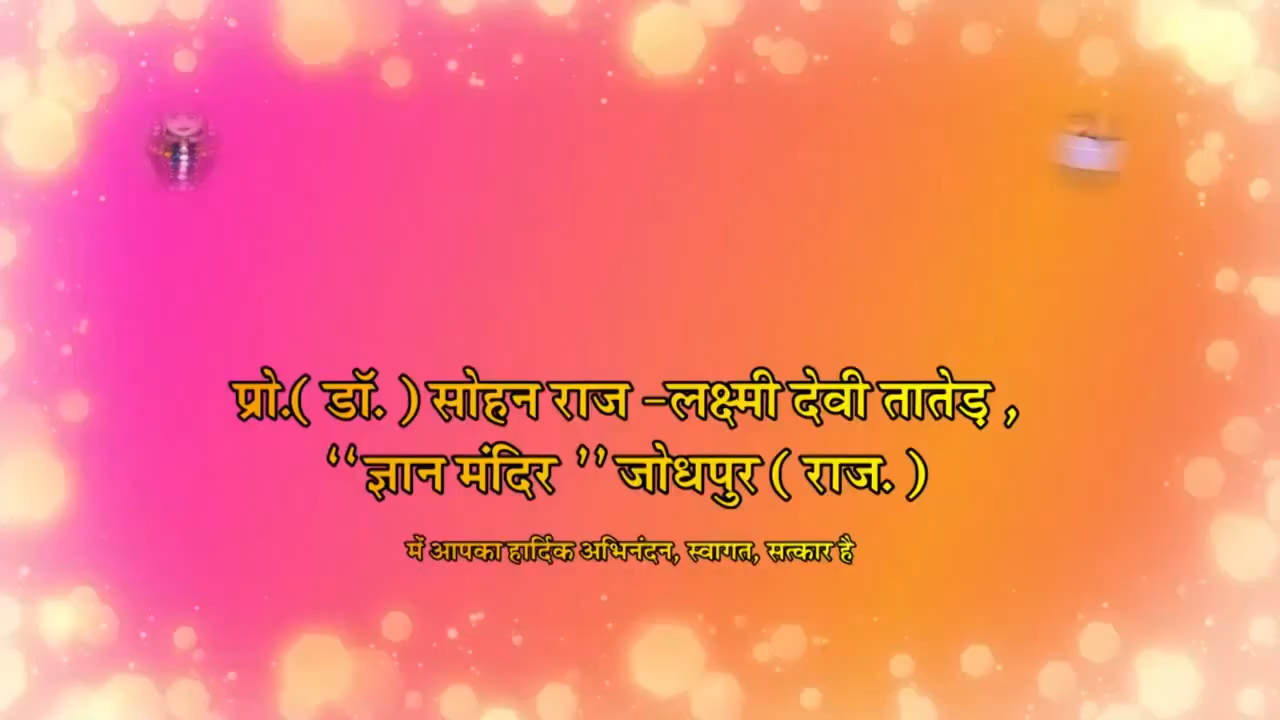 प्रो.( डॉ. ) सोहन राज –लक्ष्मी देवी तातेड़ ,
‘‘ज्ञान मंदिर ’’ जोधपुर ( राज. )
में आपका हार्दिक अभिनंदन, स्वागत, सत्कार है